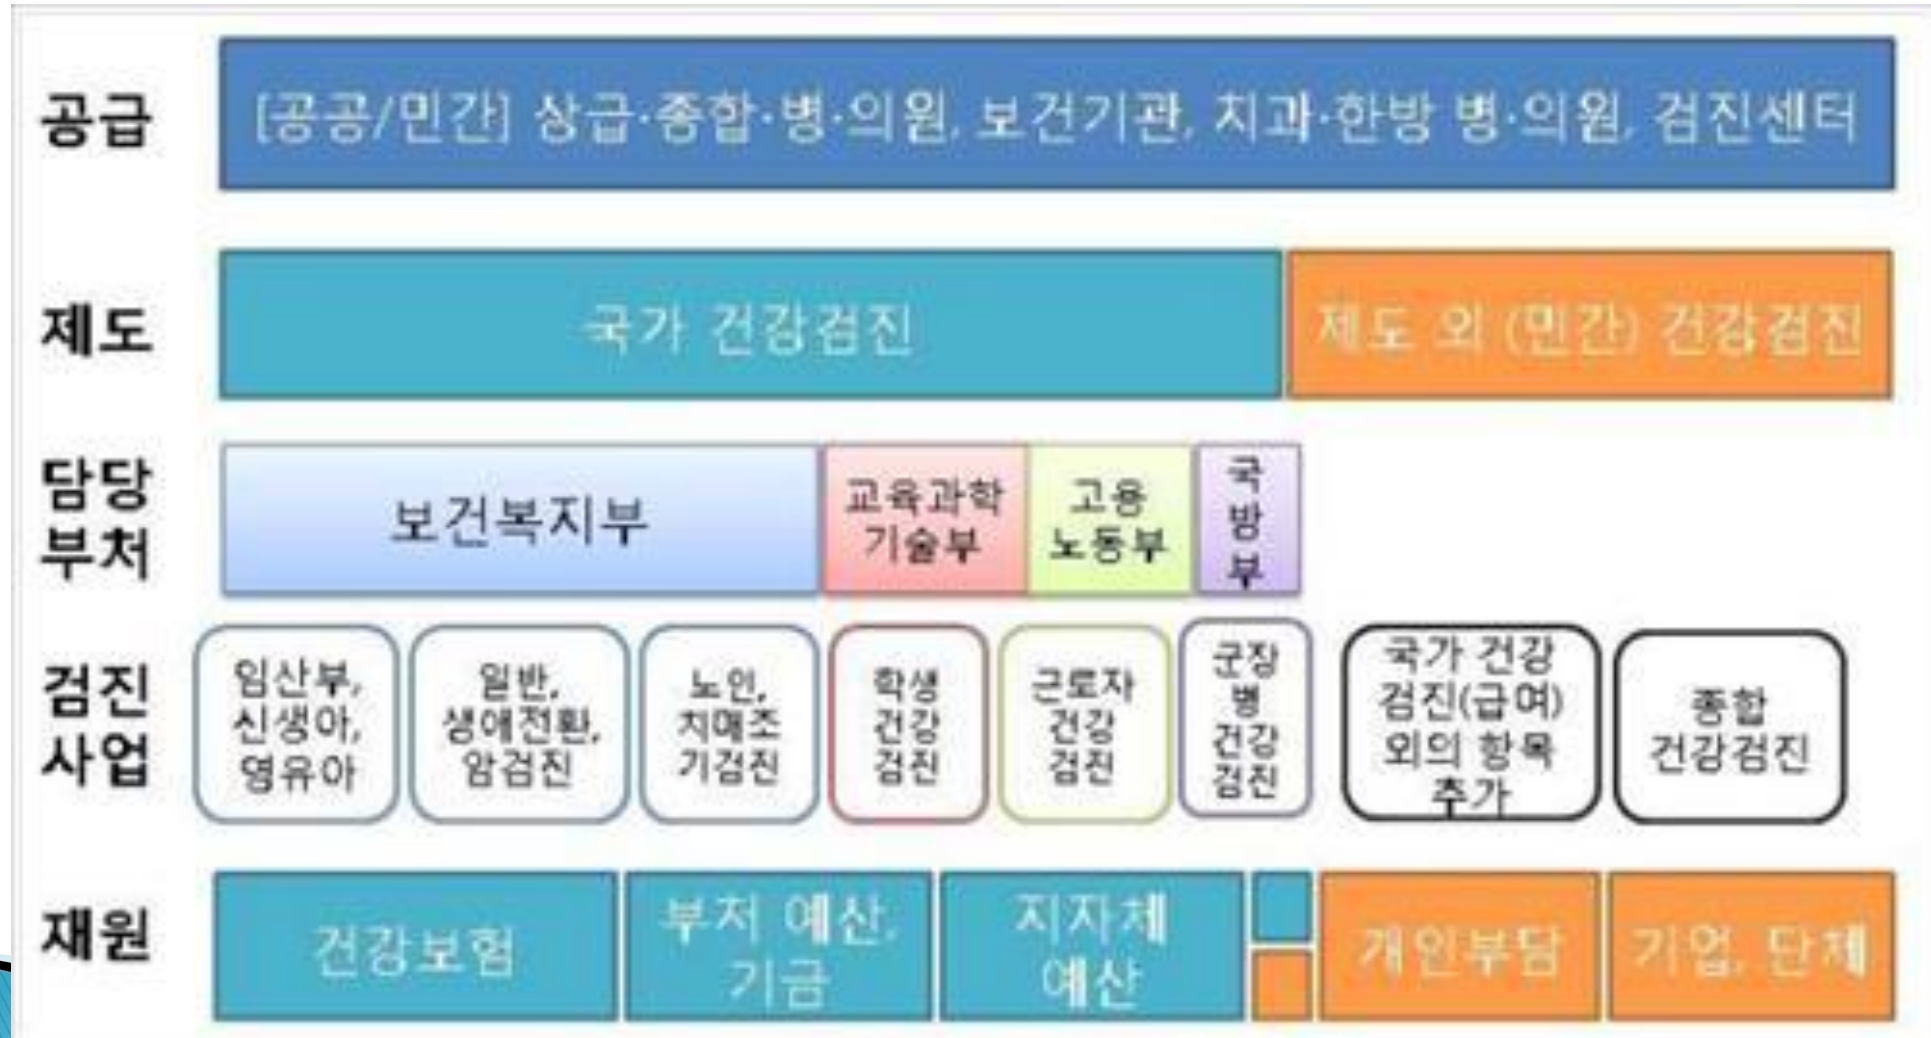 공급
[공공/민간] 상급·종합·병·의원, 보건기관, 치과·한방 병·의원, 검진센터
제도
국가 건강검진
제도 외 (민간) 건강검진
담당
부처
보건복지부
교육과학
기술부
고용
노동부
국
방
부
검진
사업
임산부,
신생아,
영유아
일반,
생애전환,
암검진
노인,
치매조
기검진
학생
건강
검진
근로자
건강
검진
군장
병
건강
검진
국가 건강
검진(급여)
외의 항목
추가
종합
건강검진
재원
건강보험
부처 예산,
기금
지자체
예산
개인부담
기업, 단체